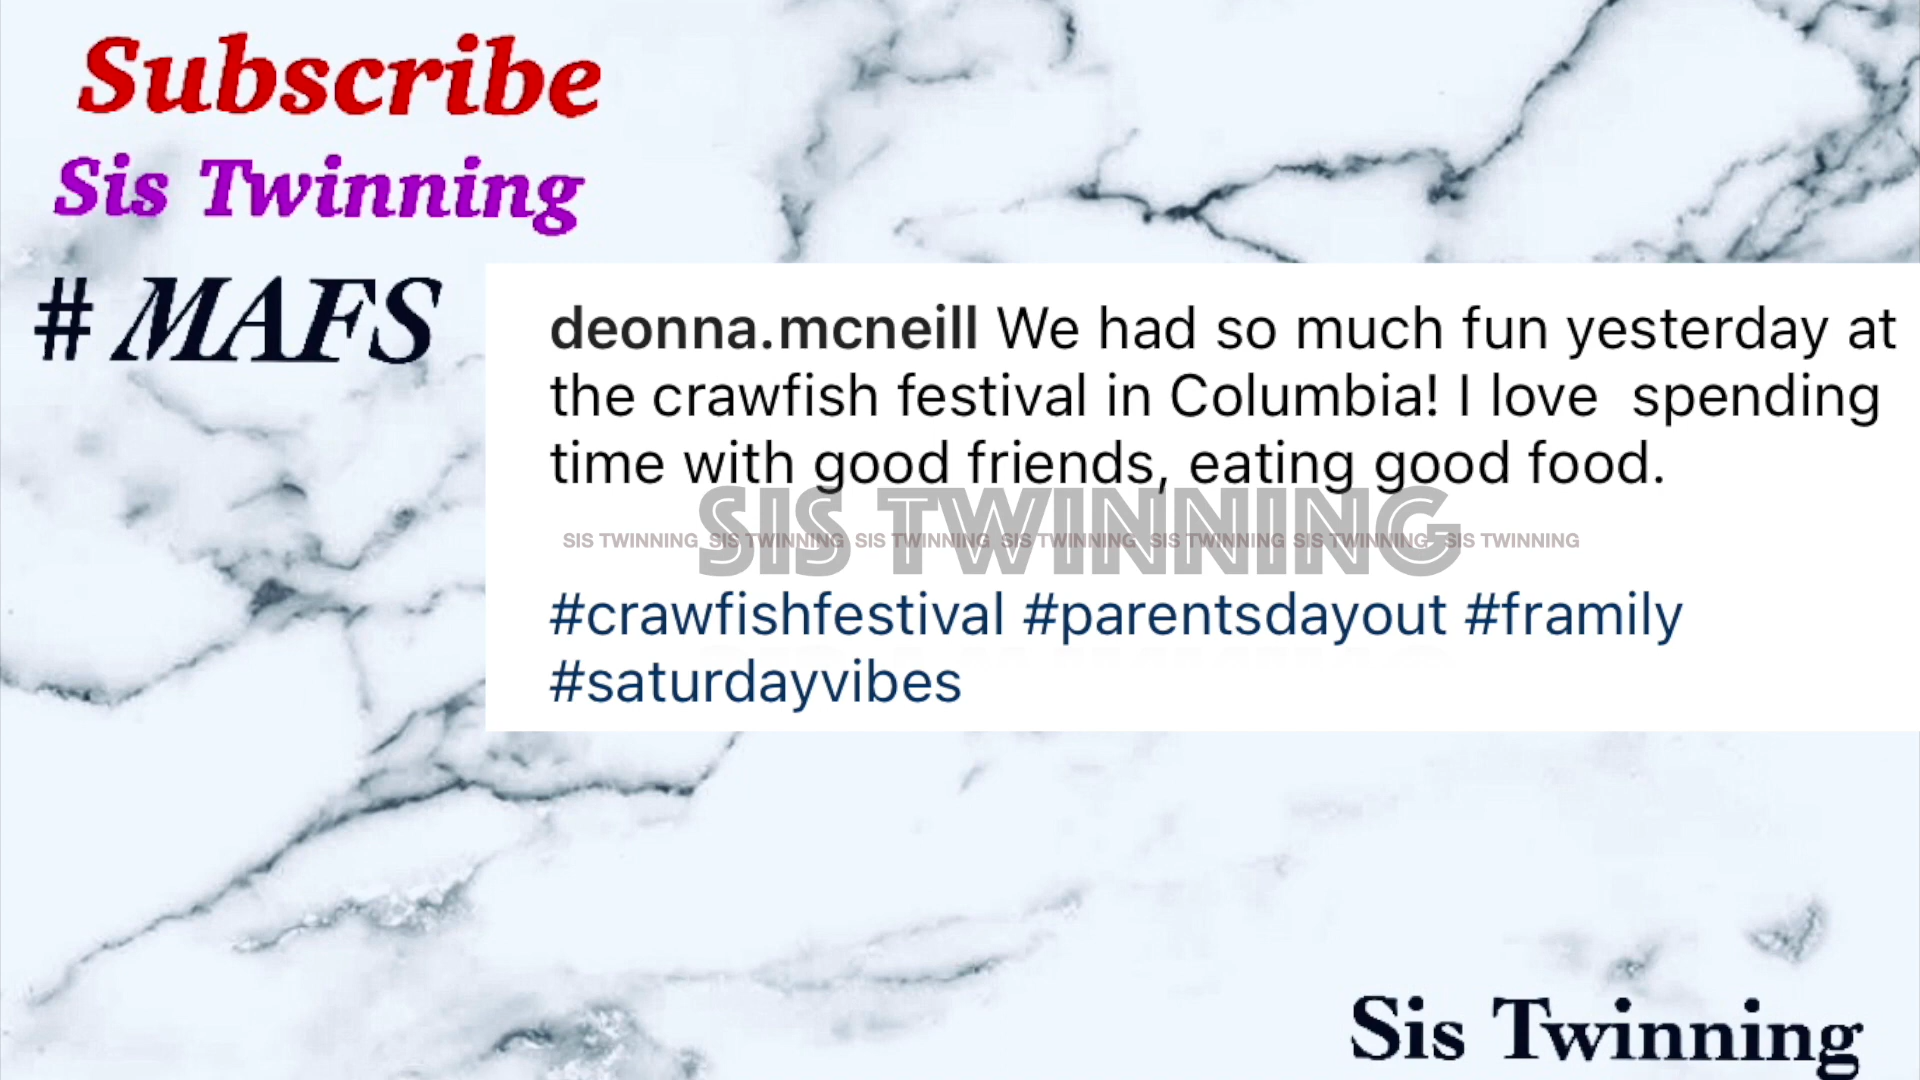 Subscribe
Sis Twinning
# MAFS
deonna.mcneill We had so much fun yesterday at
the crawfish festival in Columbia! I love  spending
time with good friends, eating good food.
SIS TWINNING
SIS TWINNING SIS TWINNING SIS TWINNING SIS TWINNING SIS TWINNING SIS TWINNING SIS TWINNING
#crawfishfestival #parentsdayout #framily
#saturdayvibes
Sis Twinning